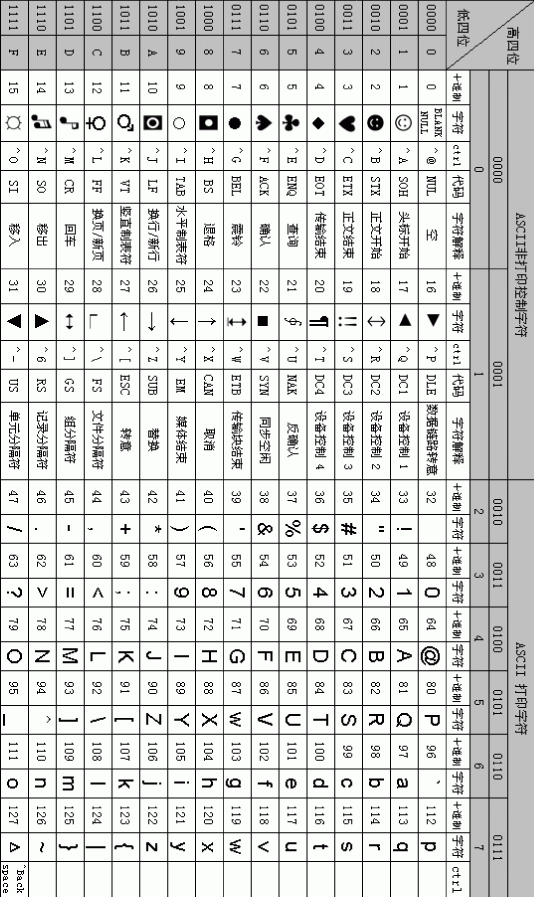 高四位 ASCII非打印控制字符 ASCII 打印字符
0000 0001 0010 0011 0100 0101 0110 0111
低四位 0 1 2 3 4 5 6 7
十进制 字符 ctrl 代码 字符解释 十进制 字符 ctrl 代码 字符解释 十进制 字符 十进制 字符 十进制 字符 十进制 字符 十进制 字符 十进制 字符 ctrl
0000 0 0 BLANK NULL ^@ NUL 空 16 ► ^P DLE 数据链路转意 32 48 0 64 @ 80 P 96 ` 112 p
0001 1 1 ☺ ^A SOH 头标开始 17 ◄ ^Q DC1 设备控制 1 33 ! 49 1 65 A 81 Q 97 a 113 q
0010 2 2 ☻ ^B STX 正文开始 18 ↕ ^R DC2 设备控制 2 34 " 50 2 66 B 82 R 98 b 114 r
0011 3 3 ♥ ^C ETX 正文结束 19 ‼ ^S DC3 设备控制 3 35 # 51 3 67 C 83 S 99 c 115 s
0100 4 4 ♦ ^D EOT 传输结束 20 ¶ ^T DC4 设备控制 4 36 $ 52 4 68 D 84 T 100 d 116 t
0101 5 5 ♣ ^E ENQ 查询 21 ∮ ^U NAK 反确认 37 % 53 5 69 E 85 U 101 e 117 u
0110 6 6 ♠ ^F ACK 确认 22 ■ ^V SYN 同步空闲 38 & 54 6 70 F 86 V 102 f 118 v
0111 7 7 ● ^G BEL 震铃 23 ↨ ^W ETB 传输块结束 39 ' 55 7 71 G 87 w 103 g 119 w
1000 8 8 ◘ ^H BS 退格 24 ↑ ^X CAN 取消 40 ( 56 8 72 H 88 X 104 h 120 x
1001 9 9 ○ ^I TAB 水平制表符 25 ↓ ^Y EM 媒体结束 41 ) 57 9 73 I 89 Y 105 i 121 y
1010 A 10 ◙ ^J LF 换行/新行 26 → ^Z SUB 替换 42 * 58 : 74 J 90 Z 106 j 122 z
1011 B 11 ♂ ^K VT 竖直制表符 27 ← ^[ ESC 转意 43 + 59 ; 75 K 91 [ 107 k 123 {
1100 C 12 ♀ ^L FF 换页/新页 28 ∟ ^\ FS 文件分隔符 44 , 60 < 76 L 92 \ 108 l 124 |
1101 D 13 ♪ ^M CR 回车 29 ↔ ^] GS 组分隔符 45 - 61 = 77 M 93 ] 109 m 125 }
1110 E 14 ♫ ^N SO 移出 30 ▲ ^6 RS 记录分隔符 46 . 62 > 78 N 94 ^ 110 n 126 ~
1111 F 15 ☼ ^O SI 移入 31 ▼ ^- US 单元分隔符 47 / 63 ? 79 O 95 _ 111 o 127 Δ ^Back space